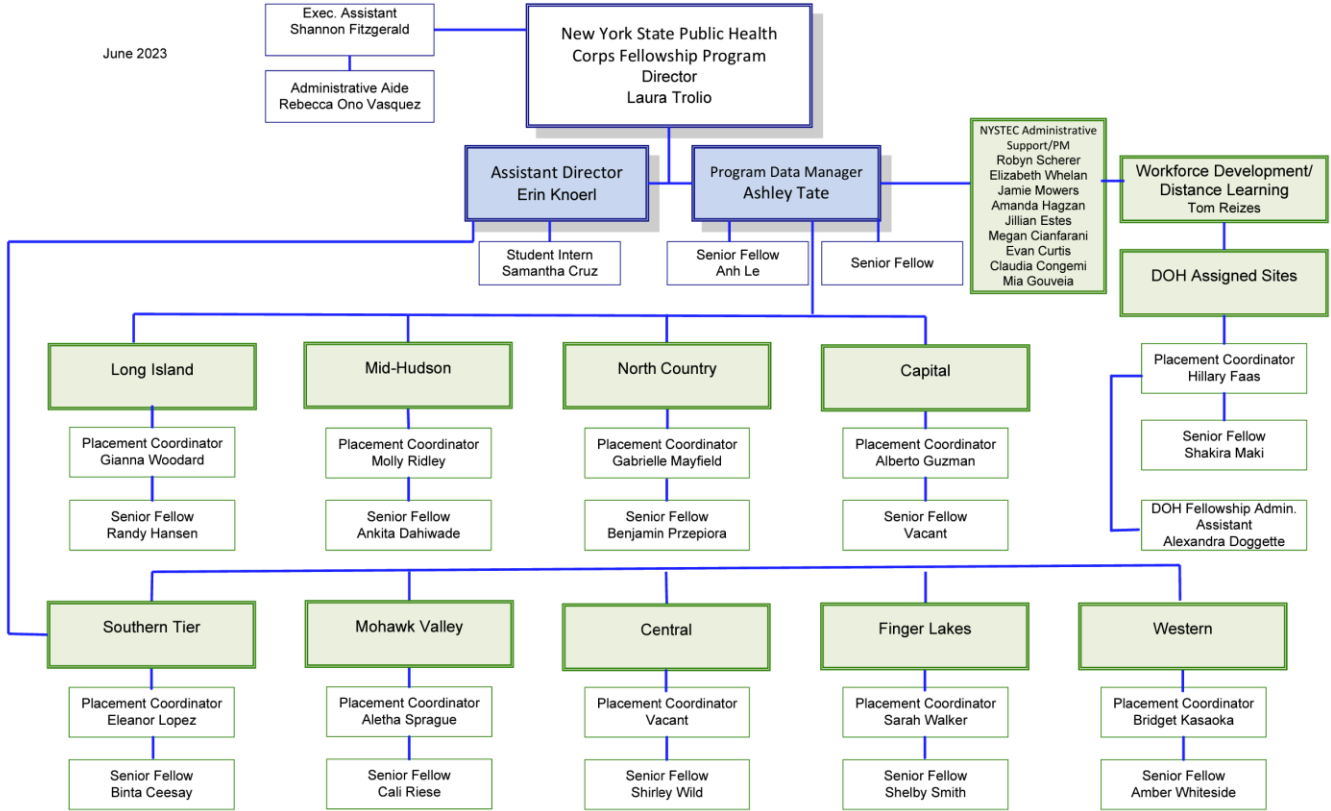 Exec. Assistant
Shannon Fitzgerald
June 2023
New York State Public Health
Corps Fellowship Program
Director
Laura Trolio
Administrative Aide
Rebecca Ono Vasquez
Assistant Director
Erin Knoerl
Program Data Manager
Ashley Tate
NYSTEC Administrative
Support/PM
Robyn Scherer
Elizabeth Whelan
Jamie Mowers
Amanda Hagzan
Jillian Estes
Megan Cianfarani
Evan Curtis
Claudia Congemi
Mia Gouveia
Workforce Development/
Distance Learning
Tom Reizes
Student Intern
Samantha Cruz
Senior Fellow
Anh Le
Senior Fellow
DOH Assigned Sites
Long Island
Mid-Hudson
North Country
Capital
Placement Coordinator
Hillary Faas
Placement Coordinator
Gianna Woodard
Placement Coordinator
Molly Ridley
Placement Coordinator
Gabrielle Mayfield
Placement Coordinator
Alberto Guzman
Senior Fellow
Shakira Maki
Senior Fellow
Randy Hansen
Senior Fellow
Ankita Dahiwade
Senior Fellow
Benjamin Przepiora
Senior Fellow
Vacant
DOH Fellowship Admin.
Assistant
Alexandra Doggette
Southern Tier
Mohawk Valley
Central
Finger Lakes
Western
Placement Coordinator
Eleanor Lopez
Placement Coordinator
Aletha Sprague
Placement Coordinator
Vacant
Placement Coordinator
Sarah Walker
Placement Coordinator
Bridget Kasaoka
Senior Fellow
Binta Ceesay
Senior Fellow
Cali Riese
Senior Fellow
Shirley Wild
Senior Fellow
Shelby Smith
Senior Fellow
Amber Whiteside